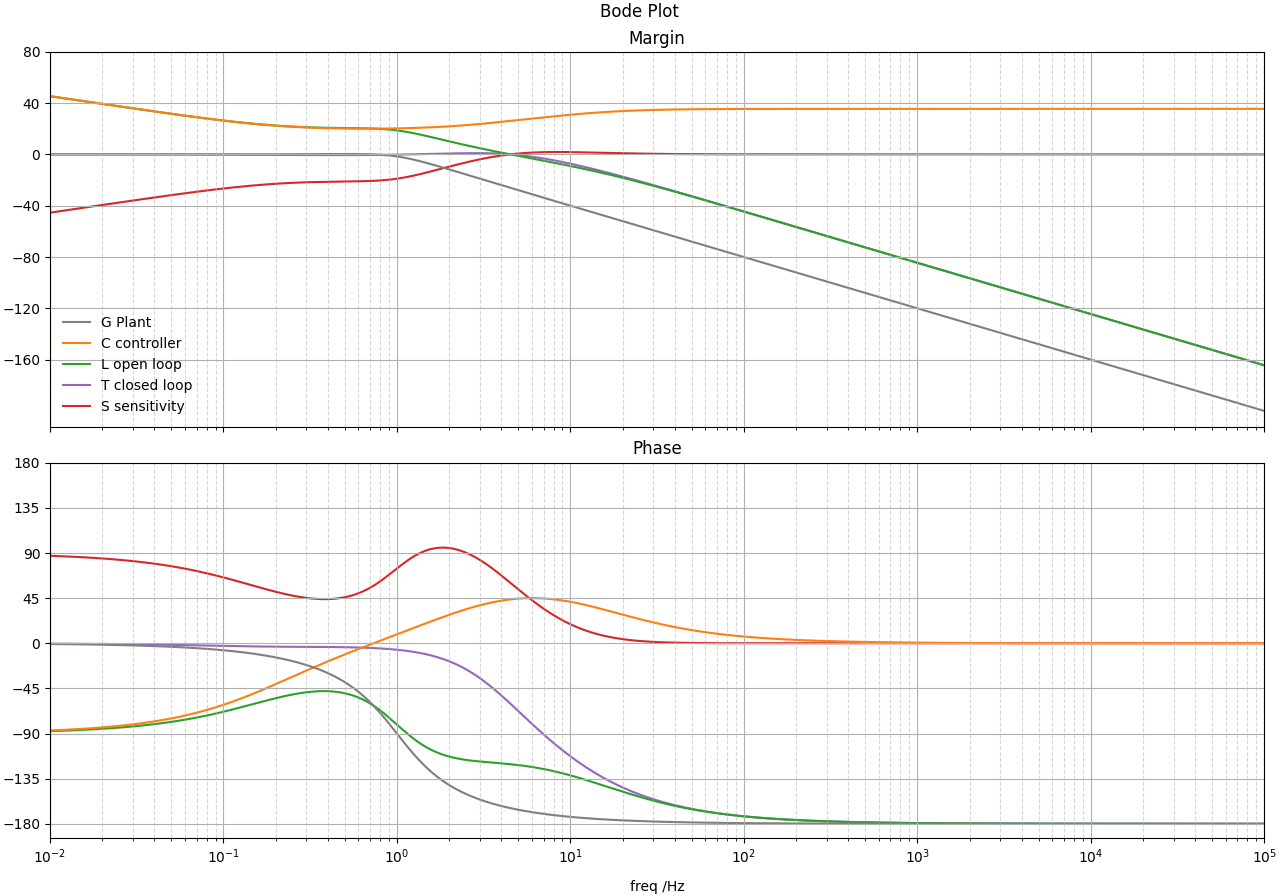 Bode Plot
Margin
80
40
0
−40
−80
−120
−160
G Plant
C controller
L open loop
T closed loop
S sensitivity
Phase
180
135
90
45
0
−45
−90
−135
−180
10⁻² 10⁻¹ 10⁰ 10¹ 10² 10³ 10⁴ 10⁵
freq /Hz